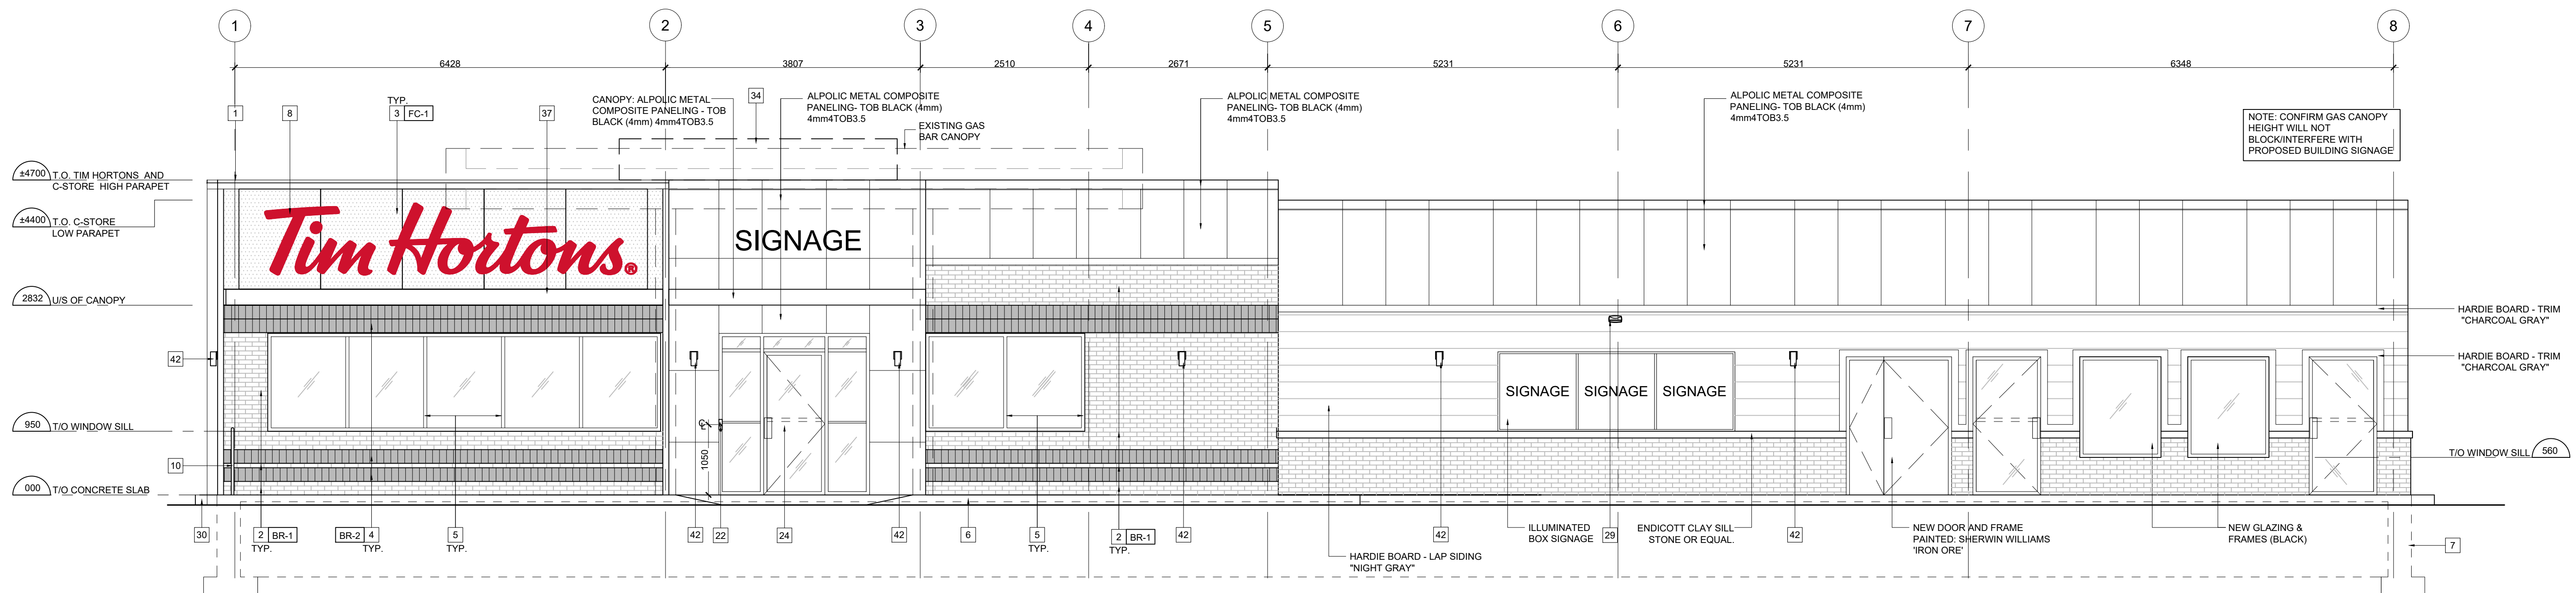 1
2
3
4
5
6
7
8
6428
3807
2510
2671
5231
5231
6348
1
8
TYP.
3 FC-1
37
CANOPY: ALPOLIC METAL
COMPOSITE PANELING - TOB
BLACK (4mm) 4mm4TOB3.5
34
ALPOLIC METAL COMPOSITE
PANELING- TOB BLACK (4mm)
4mm4TOB3.5
EXISTING GAS
BAR CANOPY
ALPOLIC METAL COMPOSITE
PANELING- TOB BLACK (4mm)
4mm4TOB3.5
ALPOLIC METAL COMPOSITE
PANELING- TOB BLACK (4mm)
4mm4TOB3.5
NOTE: CONFIRM GAS CANOPY
HEIGHT WILL NOT
BLOCK/INTERFERE WITH
PROPOSED BUILDING SIGNAGE
±4700 T.O. TIM HORTONS AND
C-STORE HIGH PARAPET
±4400 T.O. C-STORE
LOW PARAPET
2832 U/S OF CANOPY
950 T/O WINDOW SILL
000 T/O CONCRETE SLAB
Tim Hortons.®
SIGNAGE
42
10
1050
SIGNAGE
SIGNAGE
SIGNAGE
HARDIE BOARD - TRIM
"CHARCOAL GRAY"
HARDIE BOARD - TRIM
"CHARCOAL GRAY"
T/O WINDOW SILL 560
30
2 BR-1
TYP.
BR-2 4
TYP.
5
TYP.
42
22
24
42
6
5
TYP.
2 BR-1
TYP.
42
HARDIE BOARD - LAP SIDING
"NIGHT GRAY"
42
ILLUMINATED
BOX SIGNAGE
29
ENDICOTT CLAY SILL
STONE OR EQUAL.
42
NEW DOOR AND FRAME
PAINTED: SHERWIN WILLIAMS
'IRON ORE'
NEW GLAZING &
FRAMES (BLACK)
7